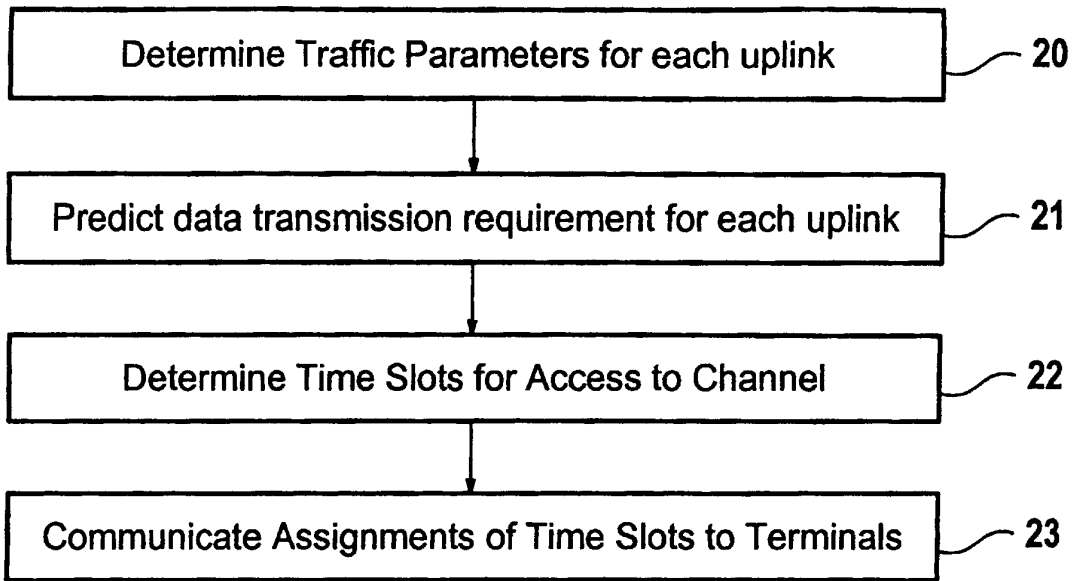 Determine Traffic Parameters for each uplink 20
Predict data transmission requirement for each uplink 21
Determine Time Slots for Access to Channel 22
Communicate Assignments of Time Slots to Terminals 23